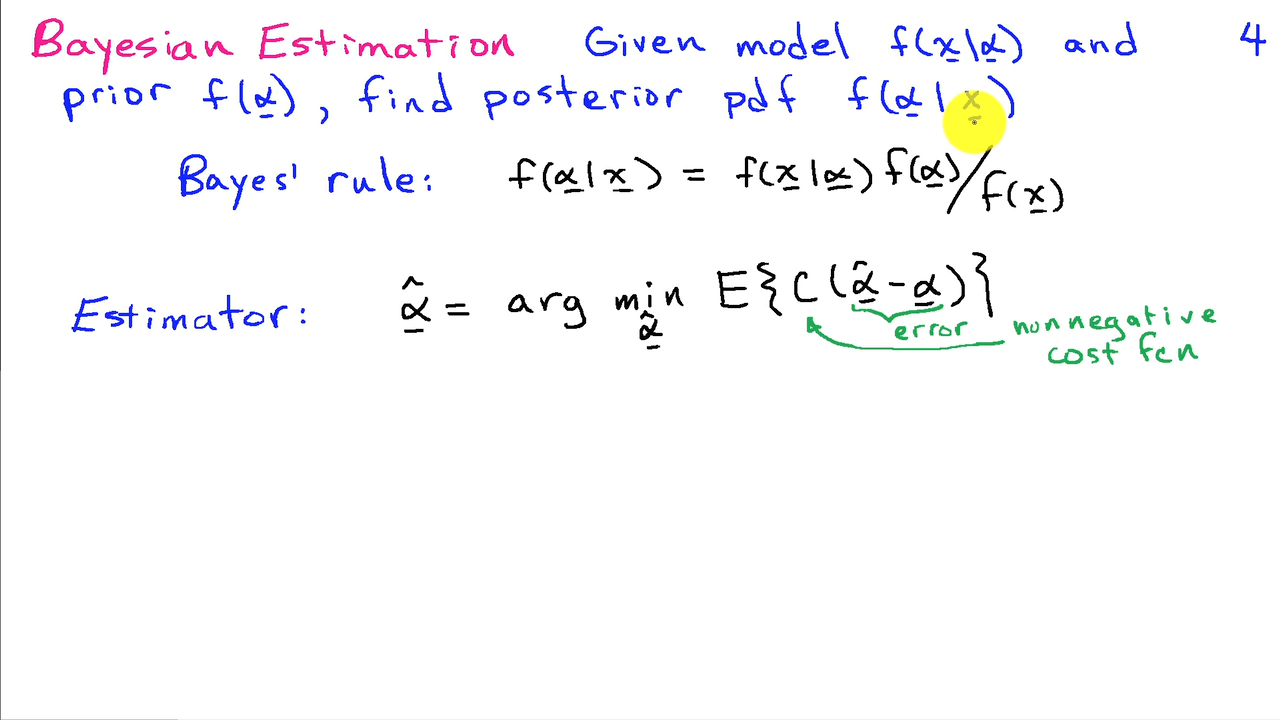 Bayesian Estimation Given model f(x|α) and 4
prior f(α), find posterior pdf f(α|x)
Bayes' rule: f(α|x) = f(x|α) f(α)/f(x)
Estimator: α̂ = arg min E{C(α̂-α)}
α̂
error nonnegative
cost fcn